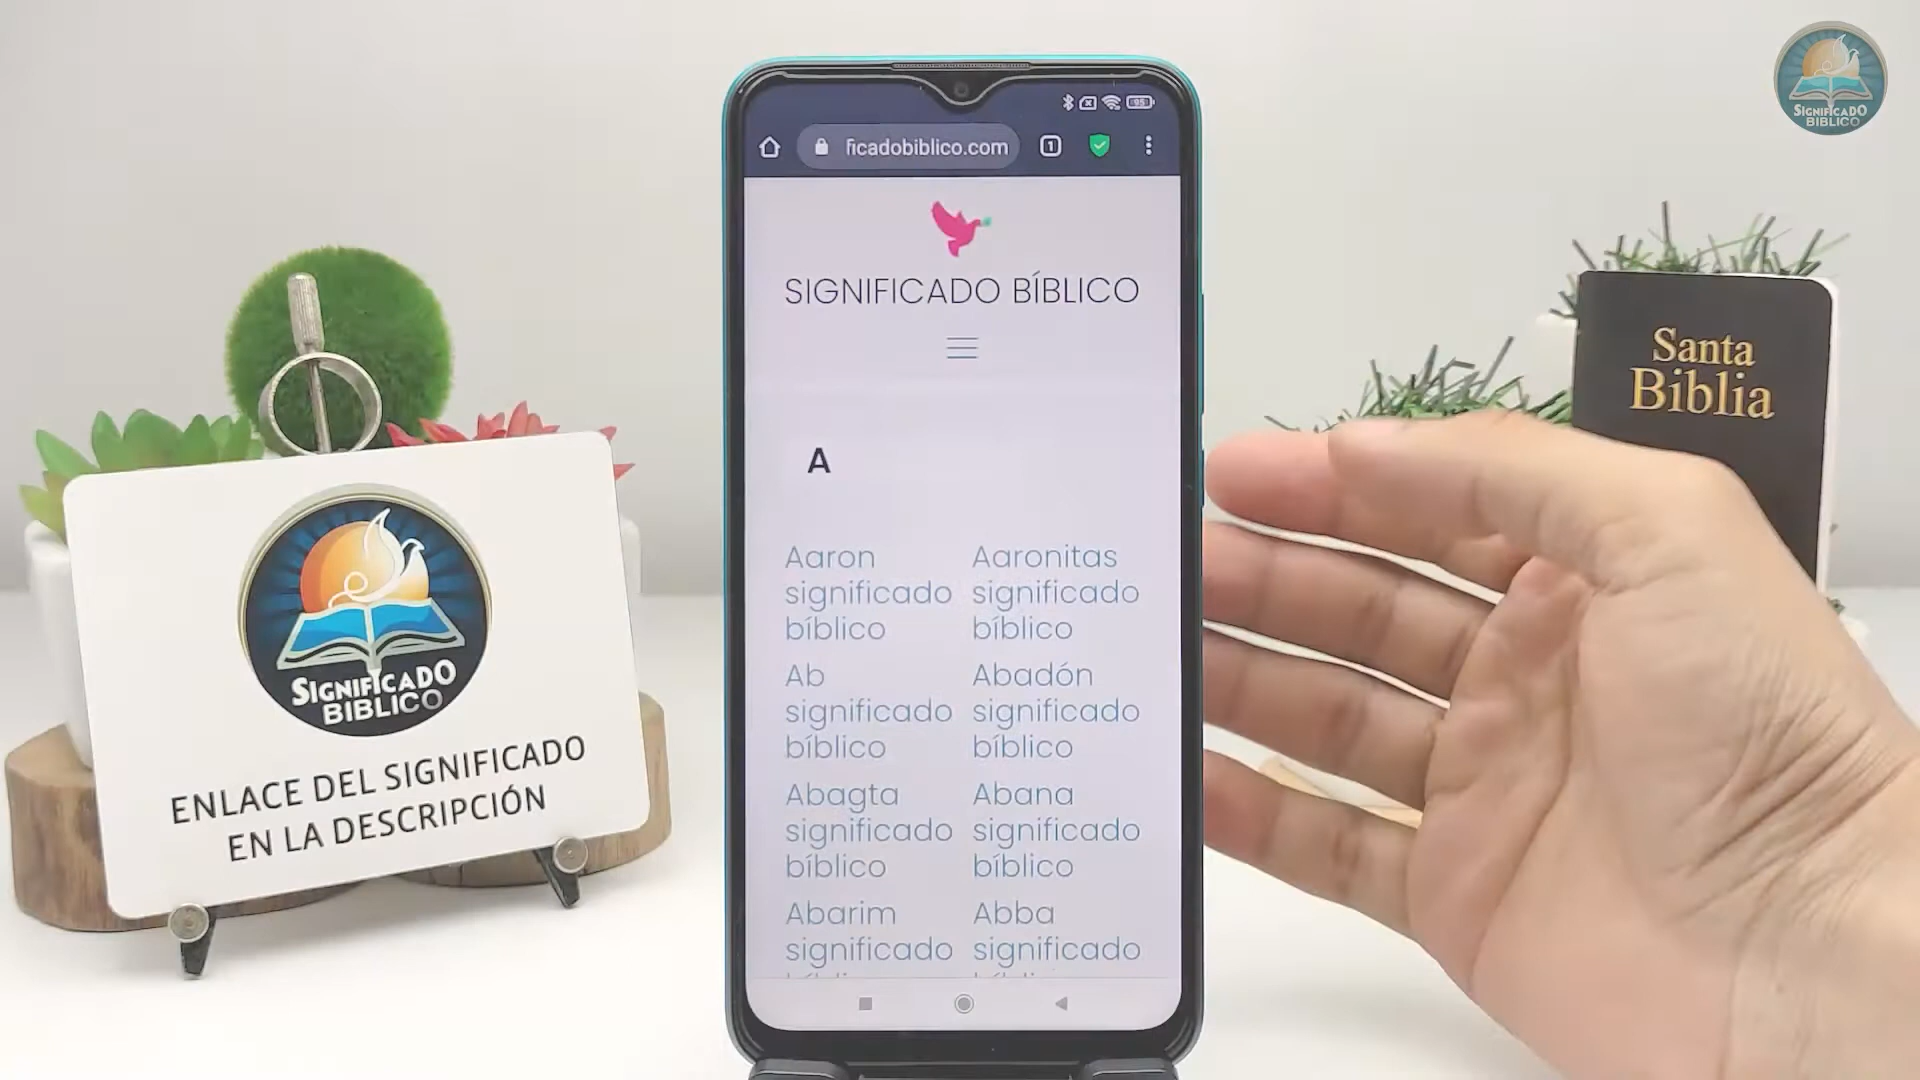 SIGNIFICADO
BIBLICO
95
ficadobiblico.com
1
SIGNIFICADO BÍBLICO
A
Aaron
significado
bíblico
Aaronitas
significado
bíblico
Ab
significado
bíblico
Abadón
significado
bíblico
Abagta
significado
bíblico
Abana
significado
bíblico
Abarim
significado
Abba
significado
SIGNIFICADO
BIBLICO
ENLACE DEL SIGNIFICADO
EN LA DESCRIPCIÓN
Santa
Biblia